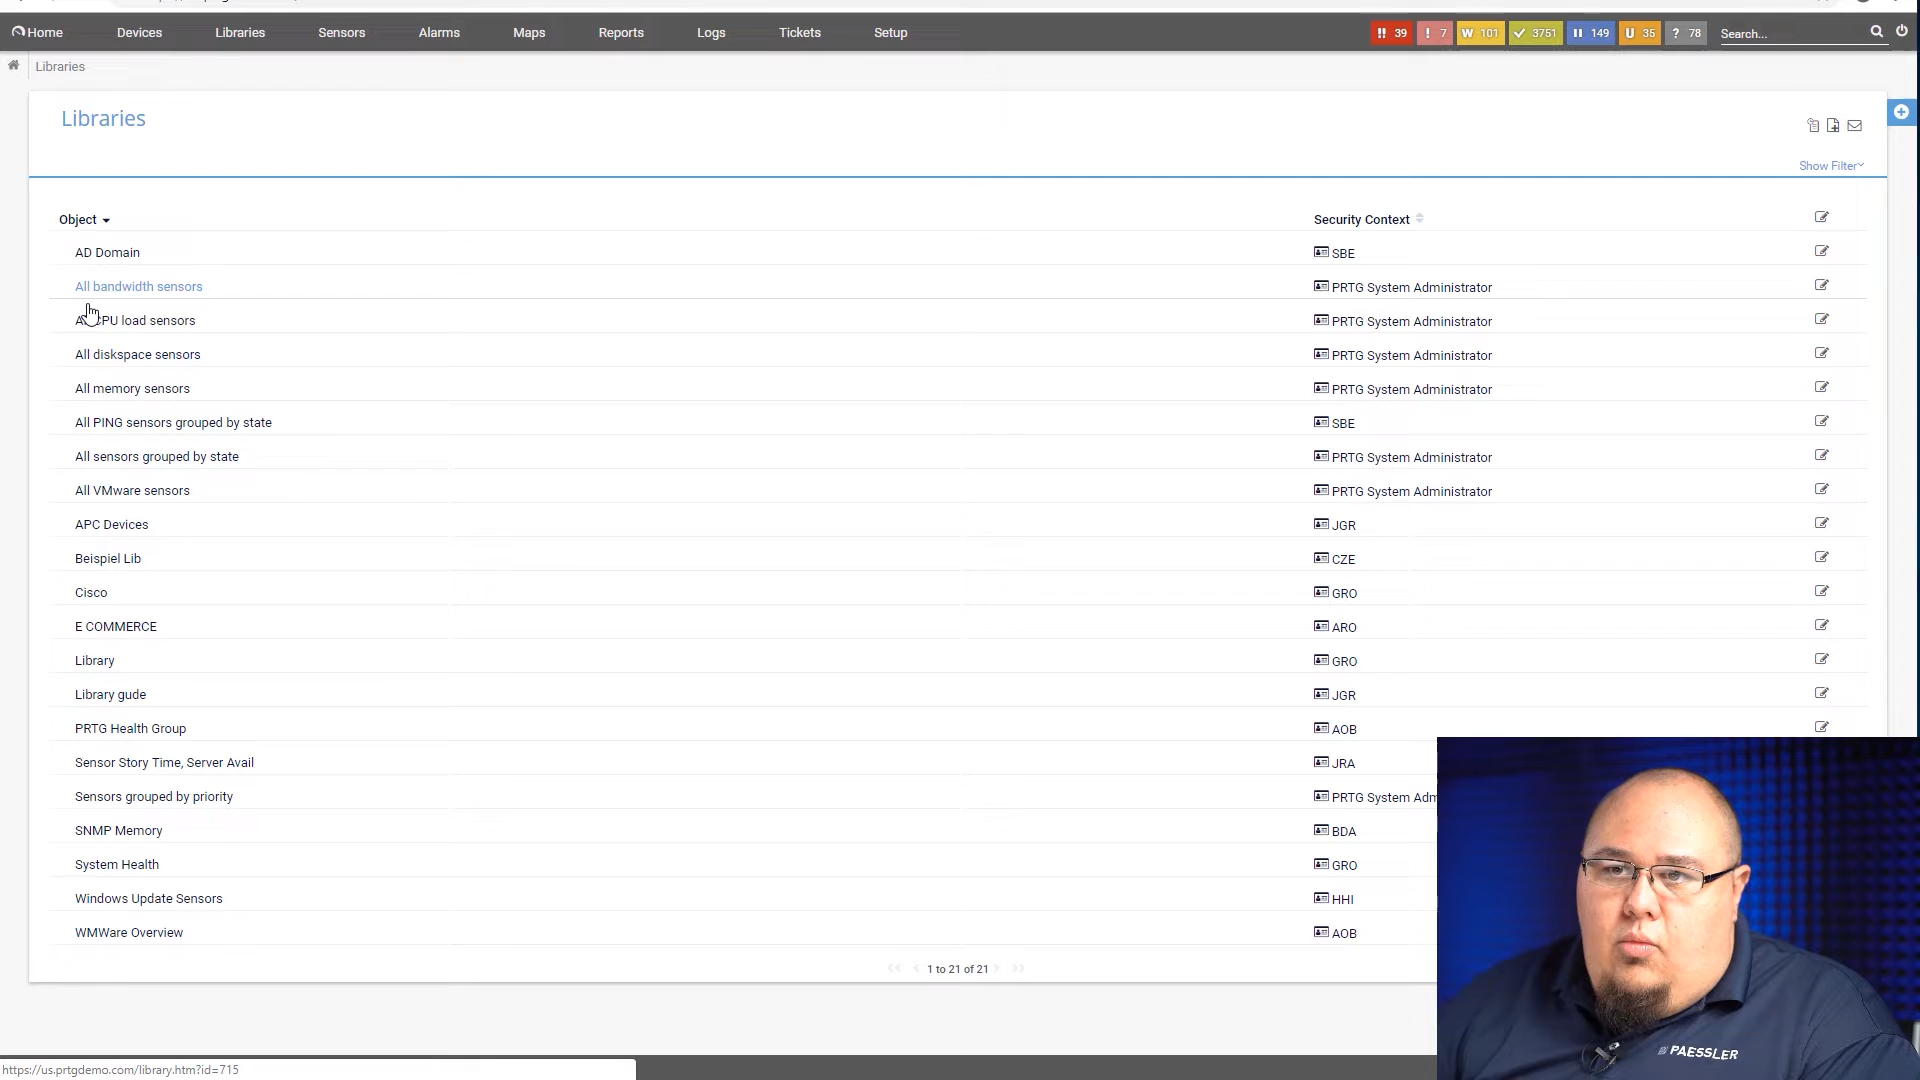 Home Devices Libraries Sensors Alarms Maps Reports Logs Tickets Setup !! 39 ! 7 W 101 3751 149 U 35 ? 78 Search...
Libraries
Libraries
Show Filter
Object Security Context
AD Domain SBE
All bandwidth sensors PRTG System Administrator
CPU load sensors PRTG System Administrator
All diskspace sensors PRTG System Administrator
All memory sensors PRTG System Administrator
All PING sensors grouped by state SBE
All sensors grouped by state PRTG System Administrator
All VMware sensors PRTG System Administrator
APC Devices JGR
Beispiel Lib CZE
Cisco GRO
E COMMERCE ARO
Library GRO
Library gude JGR
PRTG Health Group AOB
Sensor Story Time, Server Avail JRA
Sensors grouped by priority PRTG System Adm
SNMP Memory BDA
System Health GRO
Windows Update Sensors HHI
WMWare Overview AOB
1 to 21 of 21
PAESSLER
https://us.prtgdemo.com/library.htm?id=715